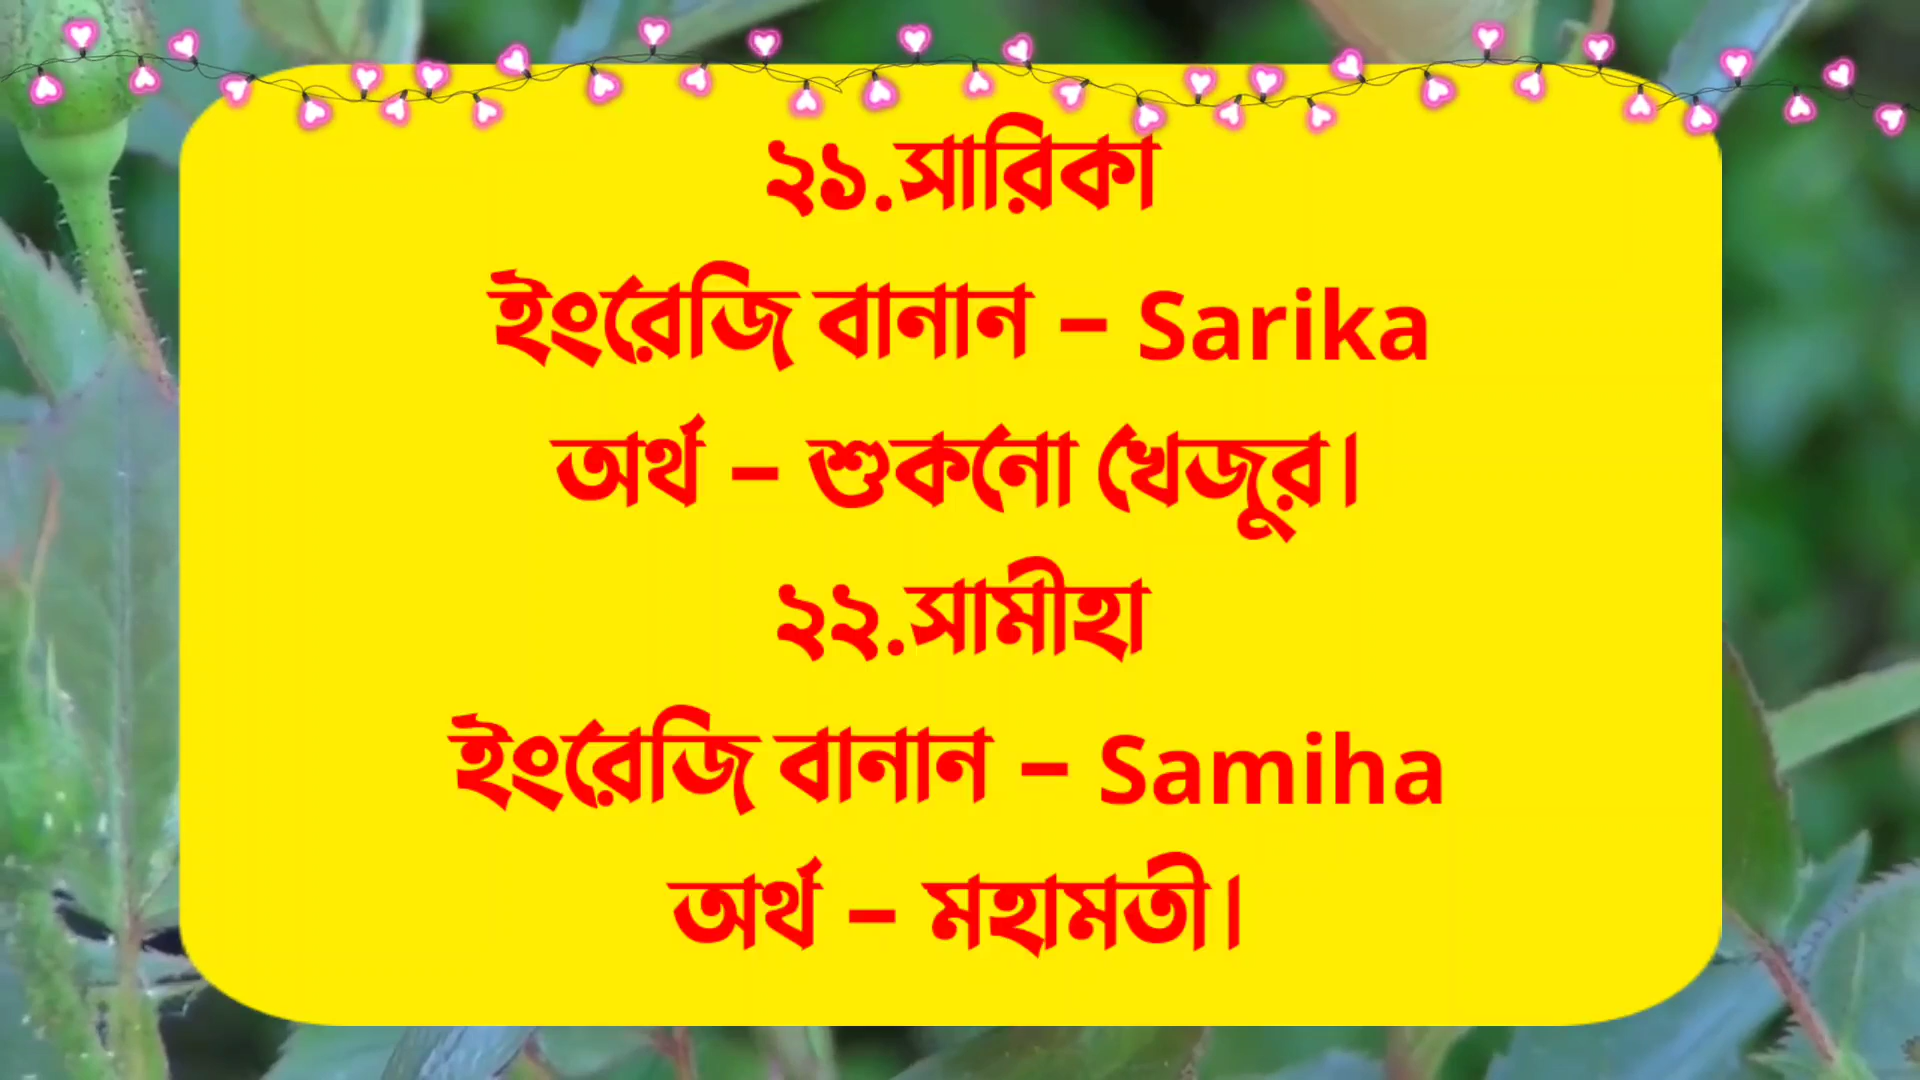 ২১.সারিকা
ইংরেজি বানান – Sarika
অর্থ – শুকনো খেজুর।
২২.সামীহা
ইংরেজি বানান – Samiha
অর্থ – মহামতী।